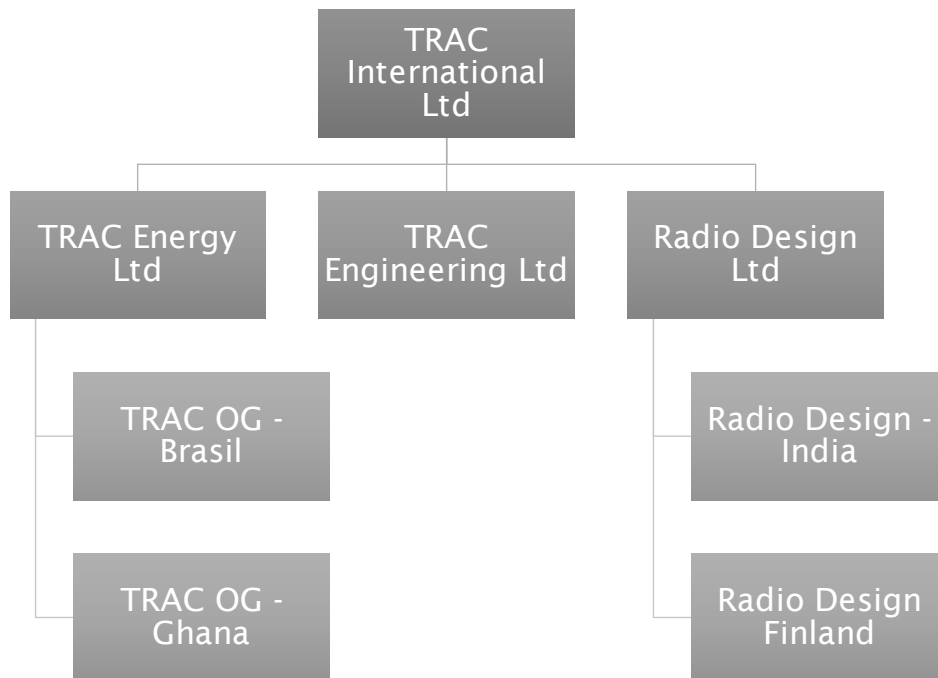 TRAC
International
Ltd
TRAC Energy
Ltd
TRAC
Engineering Ltd
Radio Design
Ltd
TRAC OG -
Brasil
Radio Design -
India
TRAC OG -
Ghana
Radio Design
Finland